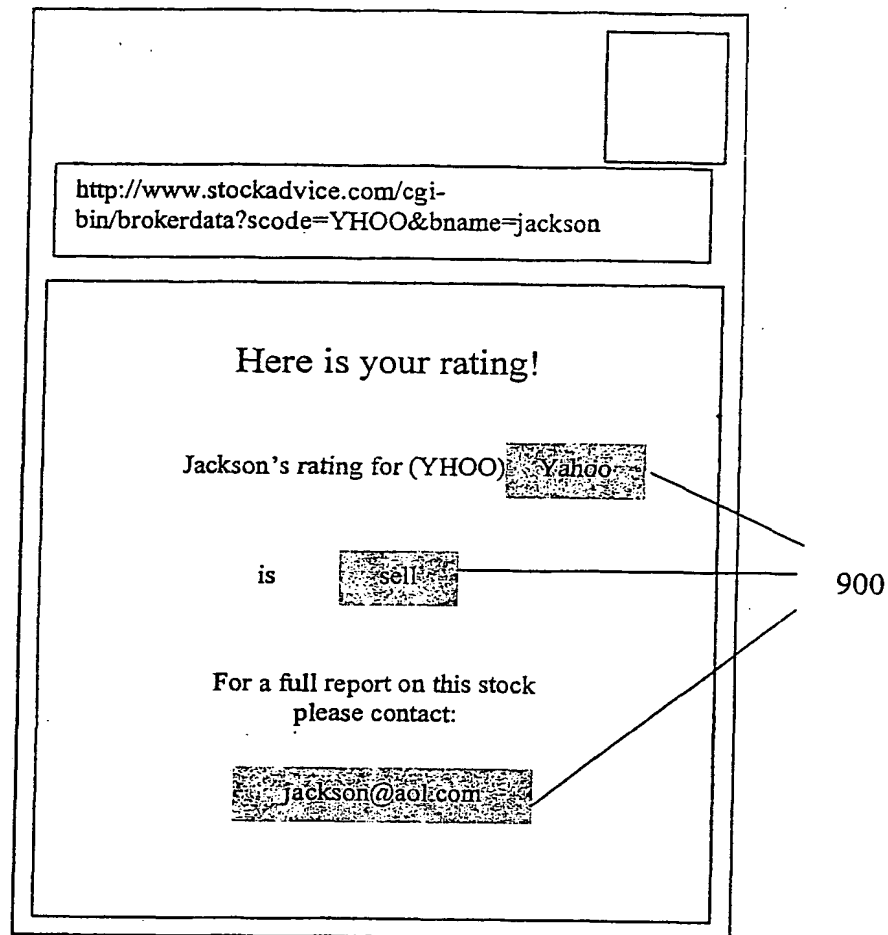 http://www.stockadvice.com/cgi-
bin/brokerdata?scode=YHOO&bname=jackson
Here is your rating!
Jackson's rating for (YHOO) Yahoo
is sell
900
For a full report on this stock
please contact:
jackson@aol.com